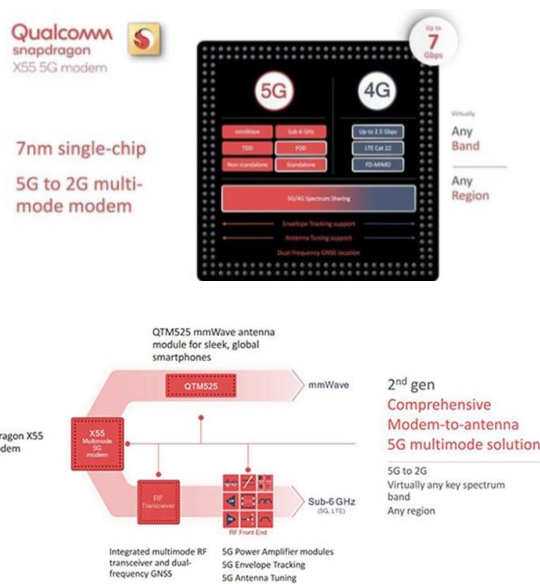 Qualcomm
snapdragon
X55 5G modem
Up to
7
Gbps
7nm single-chip
5G to 2G multi-
mode modem
5G
4G
mmWave
Sub-6 GHz
TDD
FDD
Non-standalone
Standalone
Up to 2.5 Gbps
LTE Cat 22
FD-MIMO
5G/4G Spectrum Sharing
Envelope Tracking support
Antenna Tuning support
Dual-frequency GNSS location
Virtually
Any
Band
Any
Region
QTM525 mmWave antenna
module for sleek, global
smartphones
QTM525
mmWave
ragon X55
dem
X55
Multimode
5G
modem
RF
Transceiver
RF Front End
Sub-6 GHz
(5G, LTE)
Integrated multimode RF
transceiver and dual-
frequency GNSS
5G Power Amplifier modules
5G Envelope Tracking
5G Antenna Tuning
2nd gen
Comprehensive
Modem-to-antenna
5G multimode solution
5G to 2G
Virtually any key spectrum
band
Any region